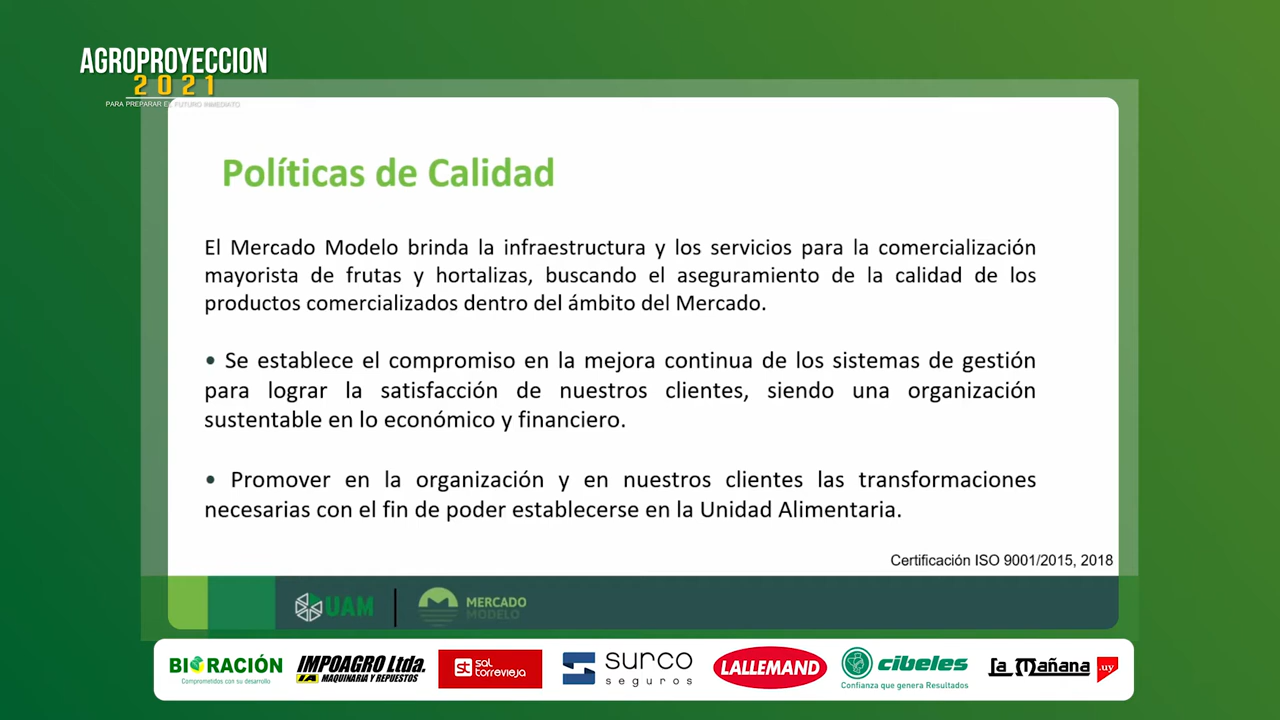 AGROPROYECCION
2021
PARA PREPARAR EL FUTURO INMEDIATO
Políticas de Calidad
El Mercado Modelo brinda la infraestructura y los servicios para la comercialización
mayorista de frutas y hortalizas, buscando el aseguramiento de la calidad de los
productos comercializados dentro del ámbito del Mercado.
• Se establece el compromiso en la mejora continua de los sistemas de gestión
para lograr la satisfacción de nuestros clientes, siendo una organización
sustentable en lo económico y financiero.
• Promover en la organización y en nuestros clientes las transformaciones
necesarias con el fin de poder establecerse en la Unidad Alimentaria.
Certificación ISO 9001/2015, 2018
UAM
MERCADO
MODELO
BIORACIÓN
Comprometidos con su desarrollo
IMPOAGRO Ltda.
IA MAQUINARIA Y REPUESTOS
st sal
torrevieja
surco
seguros
LALLEMAND
cibeles
Confianza que genera Resultados
La Mañana .uy